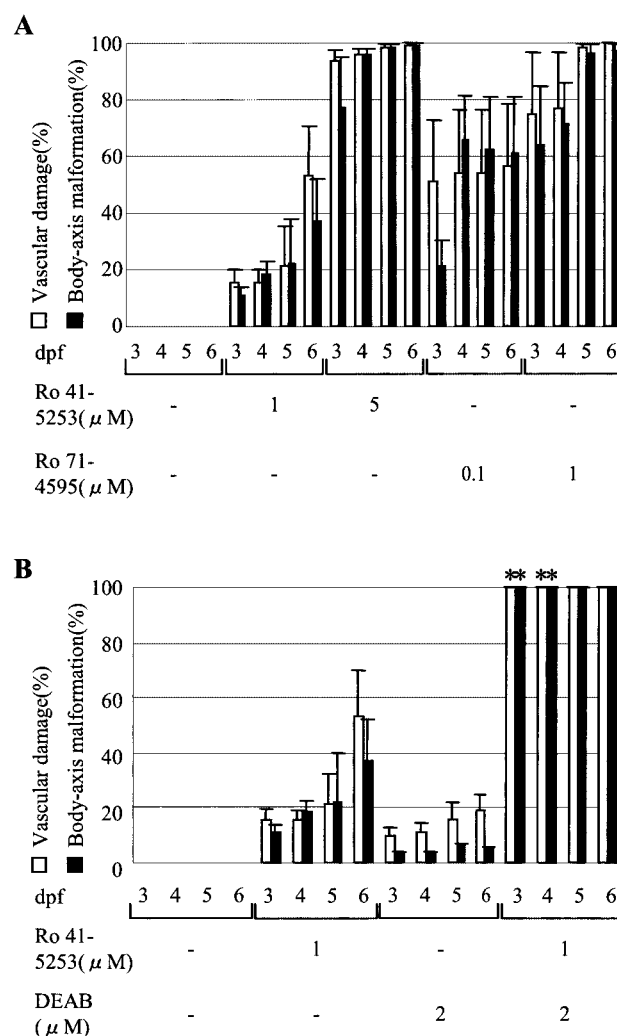 A
Vascular damage(%)
Body-axis malformation(%)
100
80
60
40
20
0
dpf 3 4 5 6 3 4 5 6 3 4 5 6 3 4 5 6 3 4 5 6
Ro 41-
5253(μM) - 1 5 - -
Ro 71-
4595(μM) - - - 0.1 1
B
Vascular damage(%)
Body-axis malformation(%)
100
80
60
40
20
0
** **
dpf 3 4 5 6 3 4 5 6 3 4 5 6 3 4 5 6
Ro 41-
5253(μM) - 1 - 1
DEAB
(μM) - - 2 2